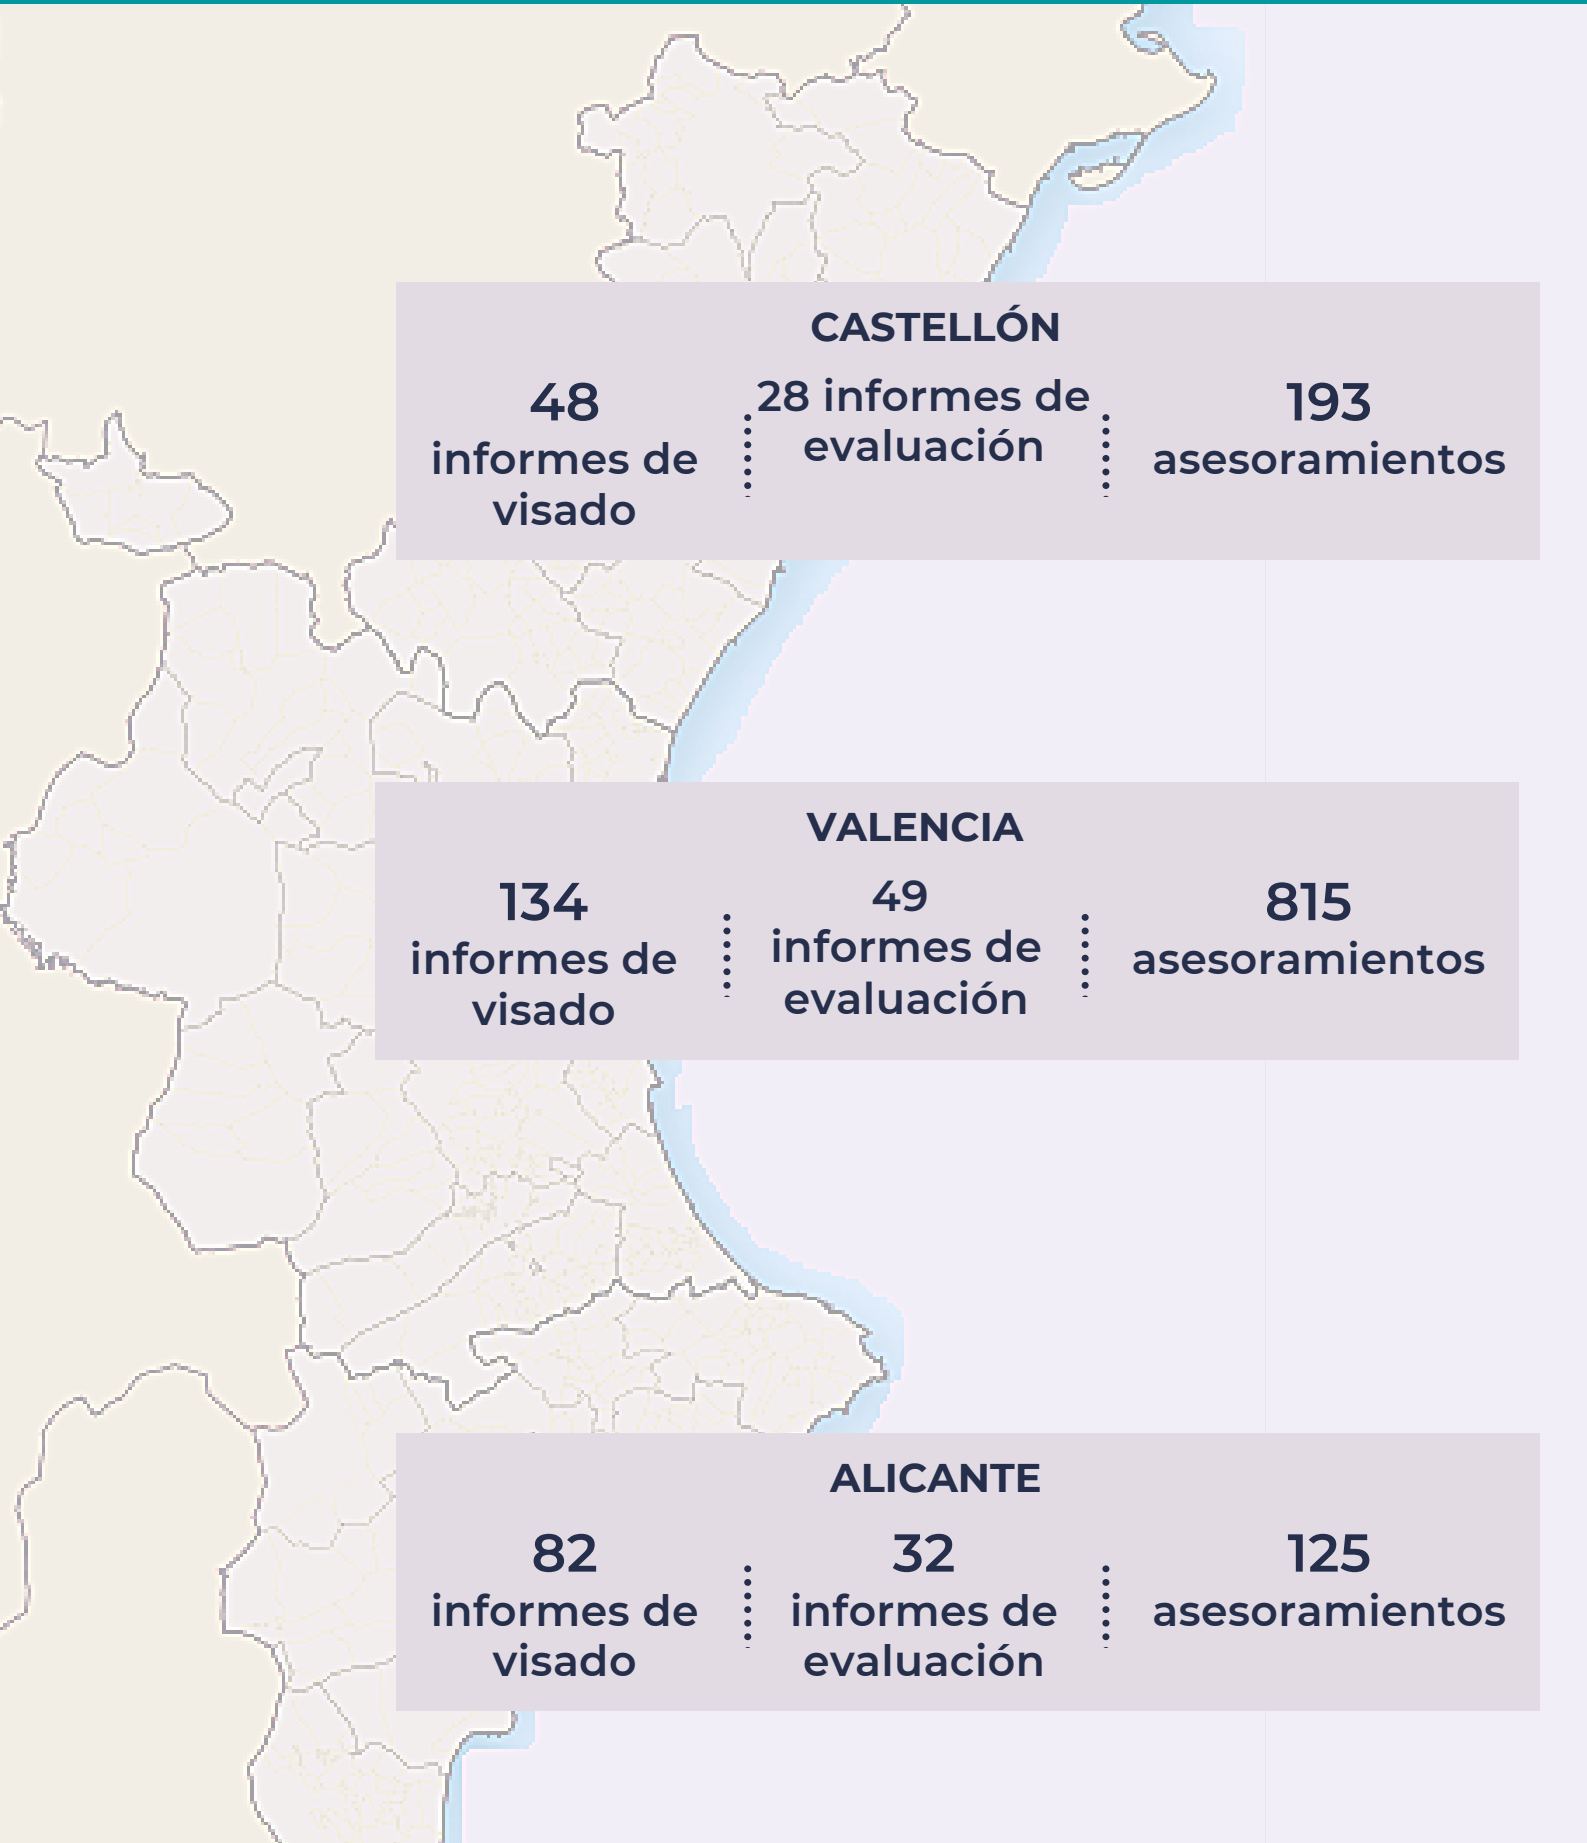 CASTELLÓN
48
informes de
visado
28 informes de
evaluación
193
asesoramientos
VALENCIA
134
informes de
visado
49
informes de
evaluación
815
asesoramientos
ALICANTE
82
informes de
visado
32
informes de
evaluación
125
asesoramientos